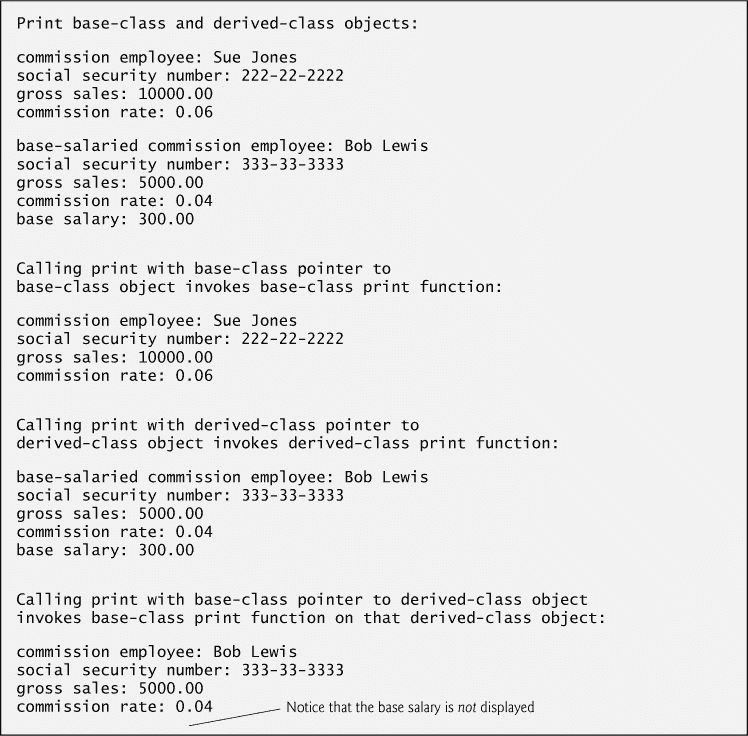 Print base-class and derived-class objects:
commission employee: Sue Jones
social security number: 222-22-2222
gross sales: 10000.00
commission rate: 0.06
base-salaried commission employee: Bob Lewis
social security number: 333-33-3333
gross sales: 5000.00
commission rate: 0.04
base salary: 300.00
Calling print with base-class pointer to
base-class object invokes base-class print function:
commission employee: Sue Jones
social security number: 222-22-2222
gross sales: 10000.00
commission rate: 0.06
Calling print with derived-class pointer to
derived-class object invokes derived-class print function:
base-salaried commission employee: Bob Lewis
social security number: 333-33-3333
gross sales: 5000.00
commission rate: 0.04
base salary: 300.00
Calling print with base-class pointer to derived-class object
invokes base-class print function on that derived-class object:
commission employee: Bob Lewis
social security number: 333-33-3333
gross sales: 5000.00
commission rate: 0.04
Notice that the base salary is not displayed